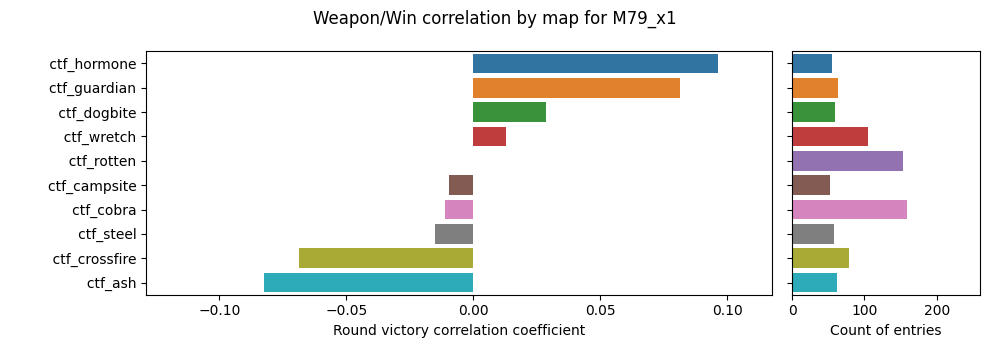 Weapon/Win correlation by map for M79_x1
ctf_hormone
ctf_guardian
ctf_dogbite
ctf_wretch
ctf_rotten
ctf_campsite
ctf_cobra
ctf_steel
ctf_crossfire
ctf_ash
−0.10 −0.05 0.00 0.05 0.10
Round victory correlation coefficient
0 100 200
Count of entries